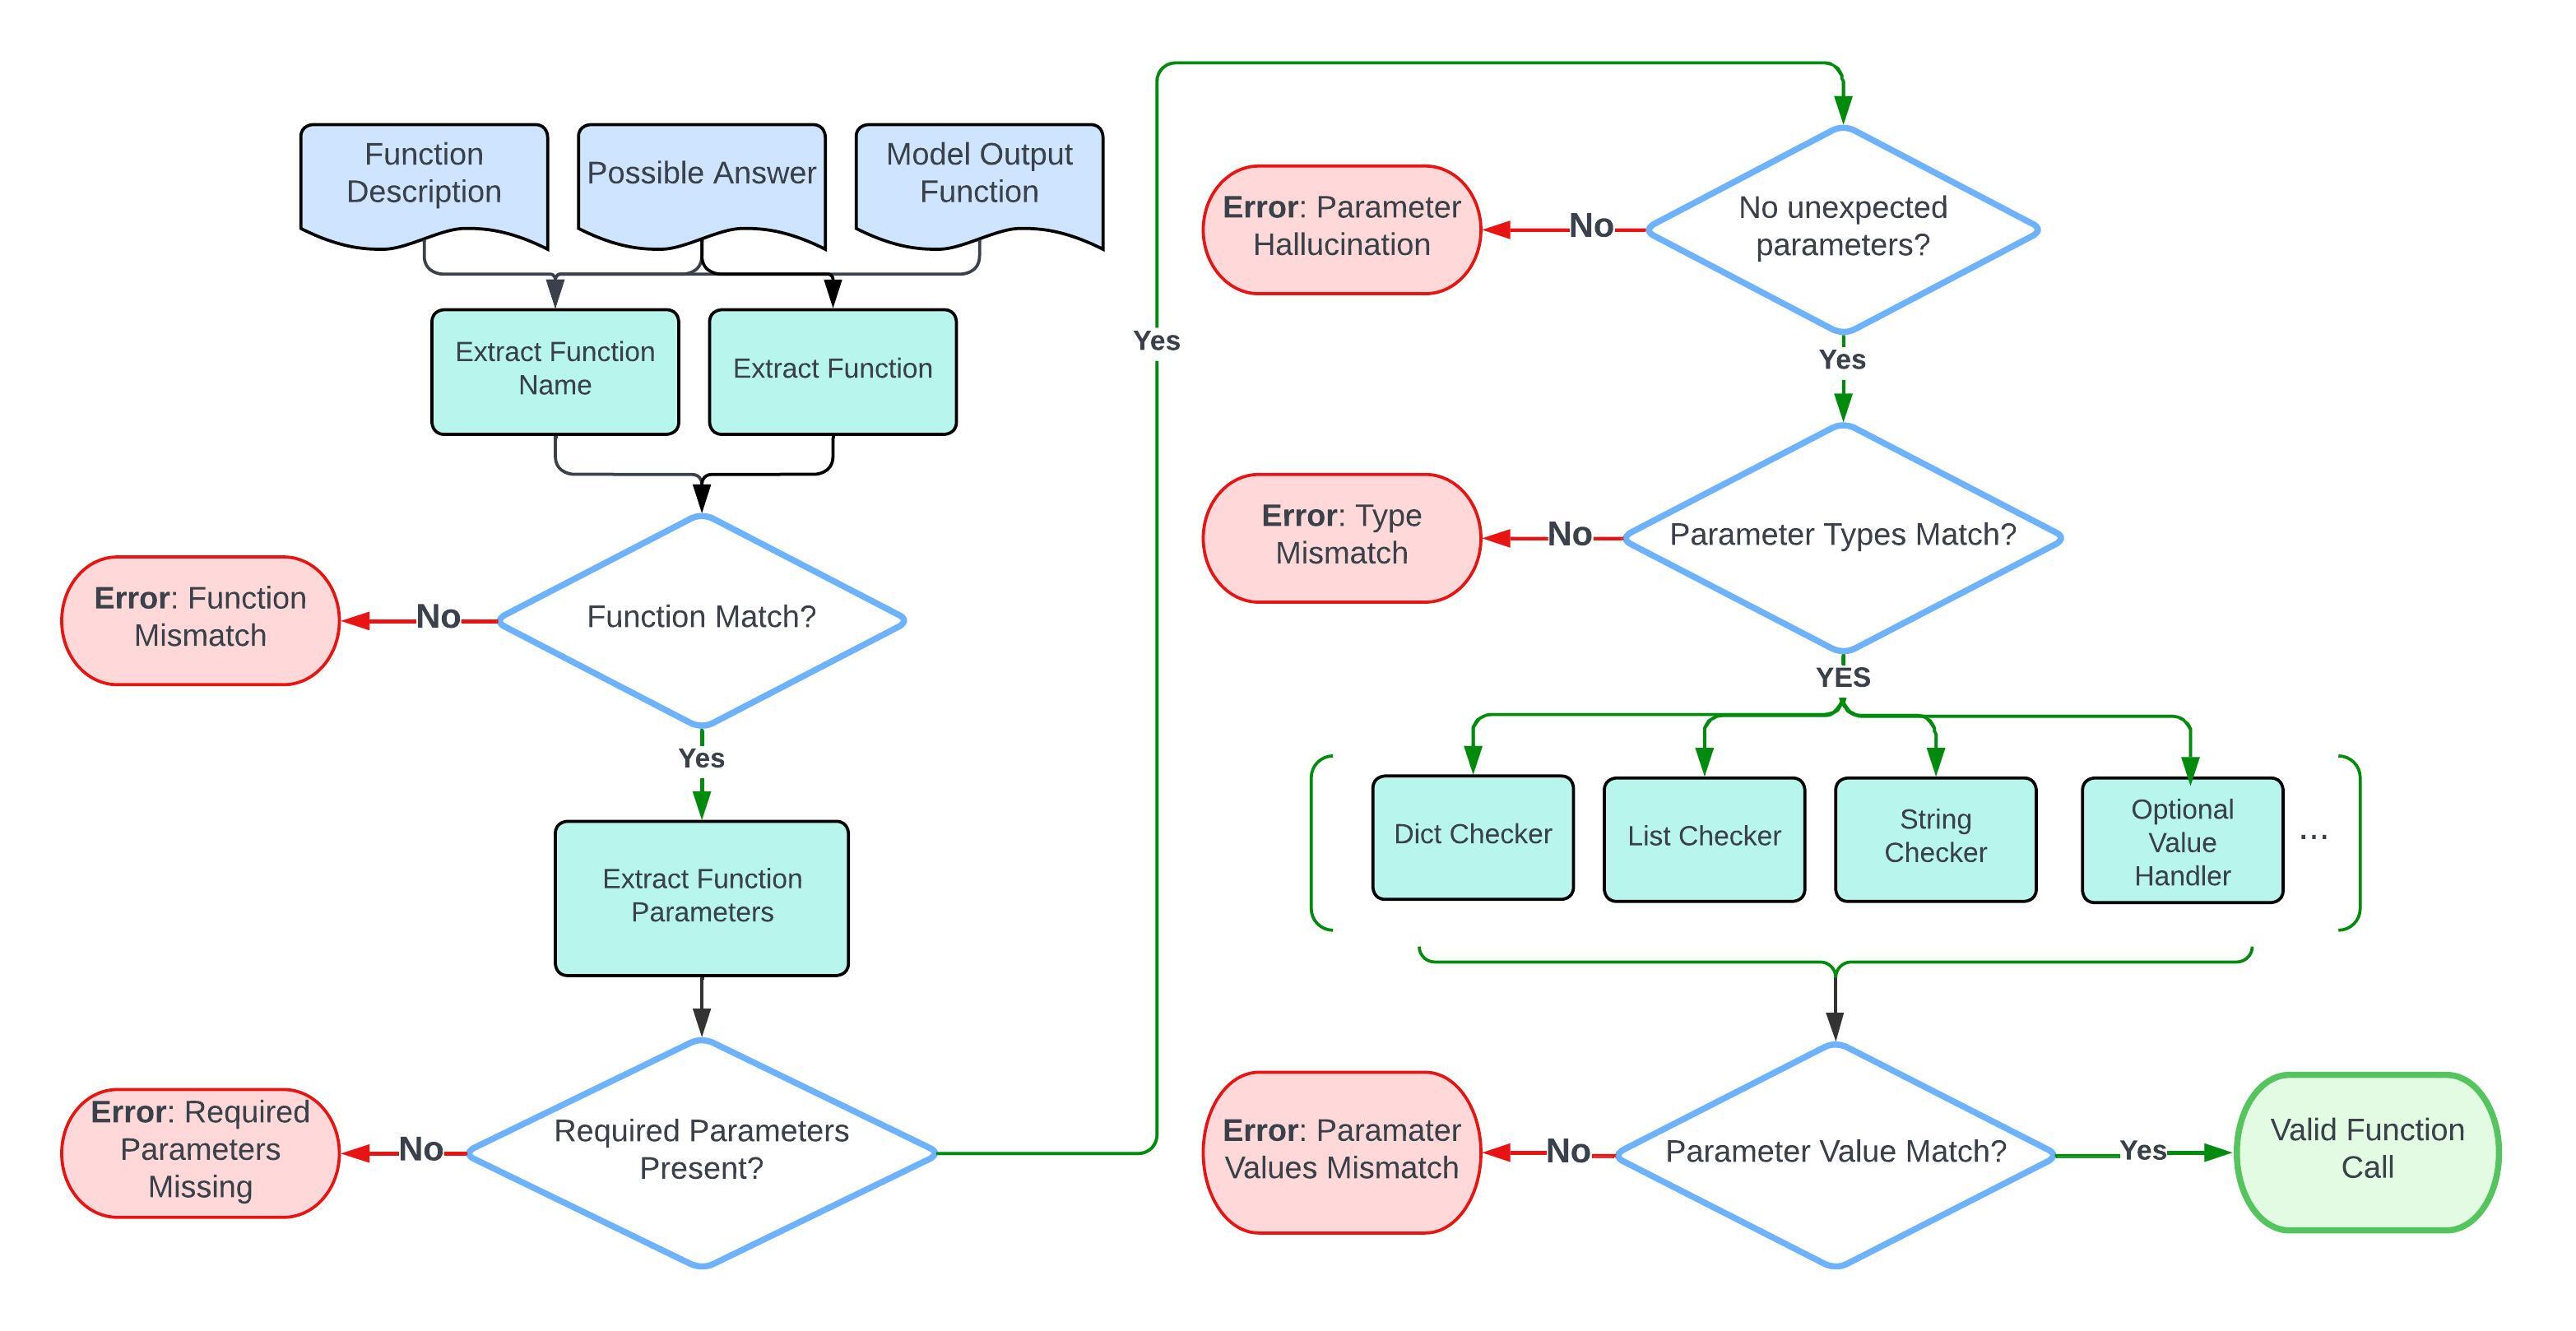 Function
Description
Possible Answer
Model Output
Function
Extract Function
Name
Extract Function
Function Match?
No
Error: Function
Mismatch
Yes
Extract Function
Parameters
Required Parameters
Present?
No
Error: Required
Parameters
Missing
Yes
No unexpected
parameters?
No
Error: Parameter
Hallucination
Yes
Parameter Types Match?
No
Error: Type
Mismatch
YES
Dict Checker
List Checker
String
Checker
Optional
Value
Handler
...
Parameter Value Match?
No
Error: Paramater
Values Mismatch
Yes
Valid Function
Call